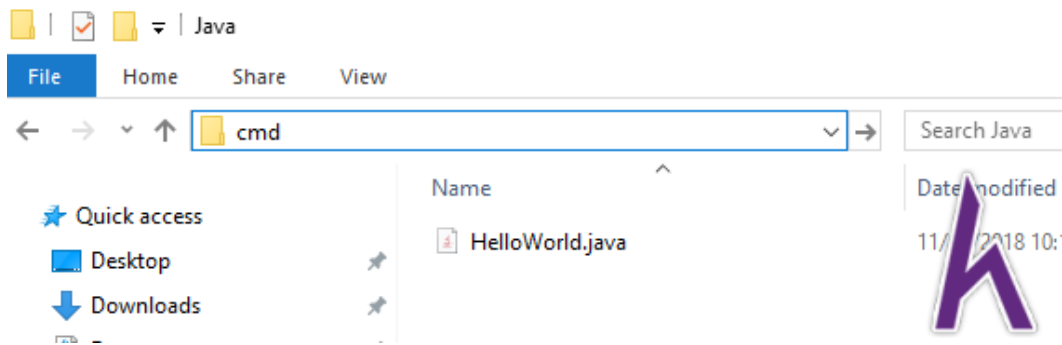 Java
File Home Share View
cmd Search Java
Name Date modified
Quick access
HelloWorld.java
Desktop
Downloads